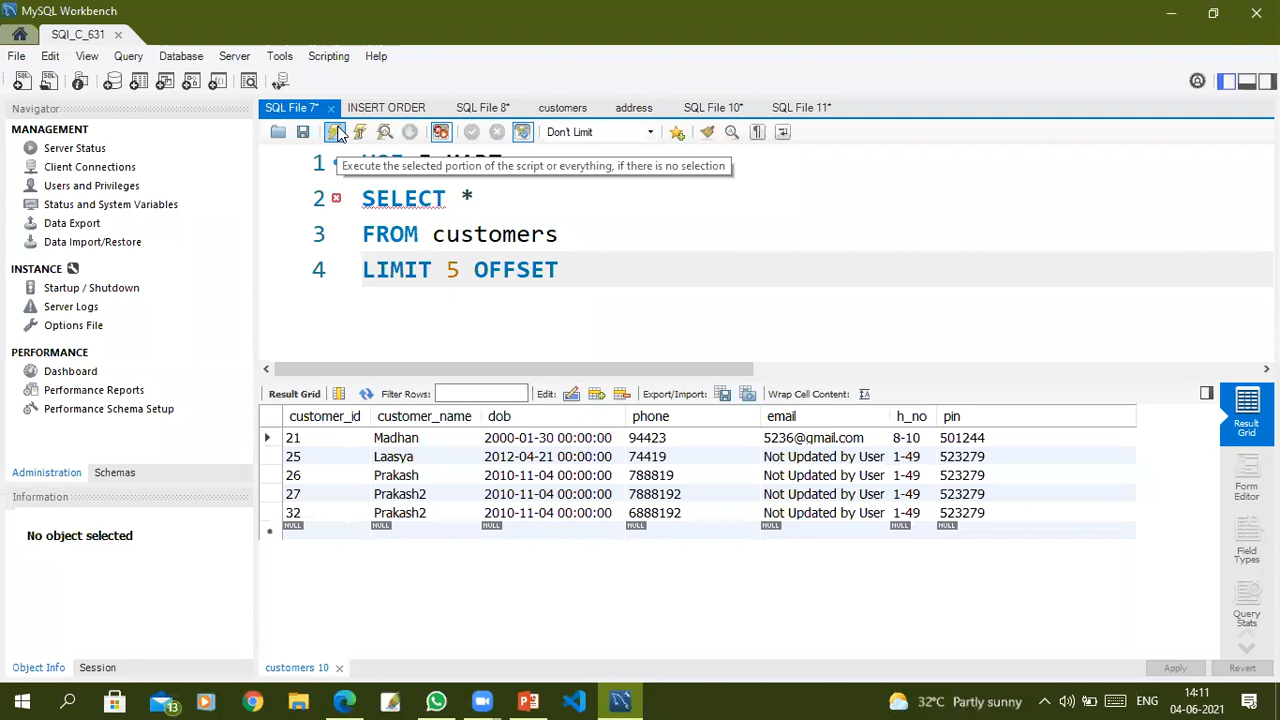 MySQL Workbench
SQl_C_631
File Edit View Query Database Server Tools Scripting Help
Navigator
MANAGEMENT
Server Status
Client Connections
Users and Privileges
Status and System Variables
Data Export
Data Import/Restore
INSTANCE
Startup / Shutdown
Server Logs
Options File
PERFORMANCE
Dashboard
Performance Reports
Performance Schema Setup
Administration Schemas
Information
No object selected
Object Info Session
SQL File 7* INSERT ORDER SQL File 8* customers address SQL File 10* SQL File 11*
Don't Limit
1
Execute the selected portion of the script or everything, if there is no selection
2 SELECT *
3 FROM customers
4 LIMIT 5 OFFSET
Result Grid Filter Rows: Edit: Export/Import: Wrap Cell Content:
customer_id customer_name dob phone email h_no pin
21 Madhan 2000-01-30 00:00:00 94423 5236@gmail.com 8-10 501244
25 Laasya 2012-04-21 00:00:00 74419 Not Updated by User 1-49 523279
26 Prakash 2010-11-04 00:00:00 788819 Not Updated by User 1-49 523279
27 Prakash2 2010-11-04 00:00:00 7888192 Not Updated by User 1-49 523279
32 Prakash2 2010-11-04 00:00:00 6888192 Not Updated by User 1-49 523279
NULL NULL NULL NULL NULL NULL NULL
Result Grid
Form Editor
Field Types
Query Stats
customers 10
Apply Revert
13
32°C Partly sunny
ENG
14:11
04-06-2021